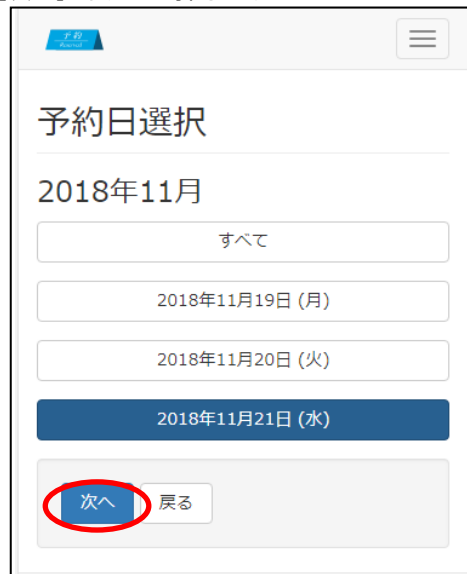 予約
予約日選択
2018年11月
すべて
2018年11月19日 (月)
2018年11月20日 (火)
2018年11月21日 (水)
次へ 戻る